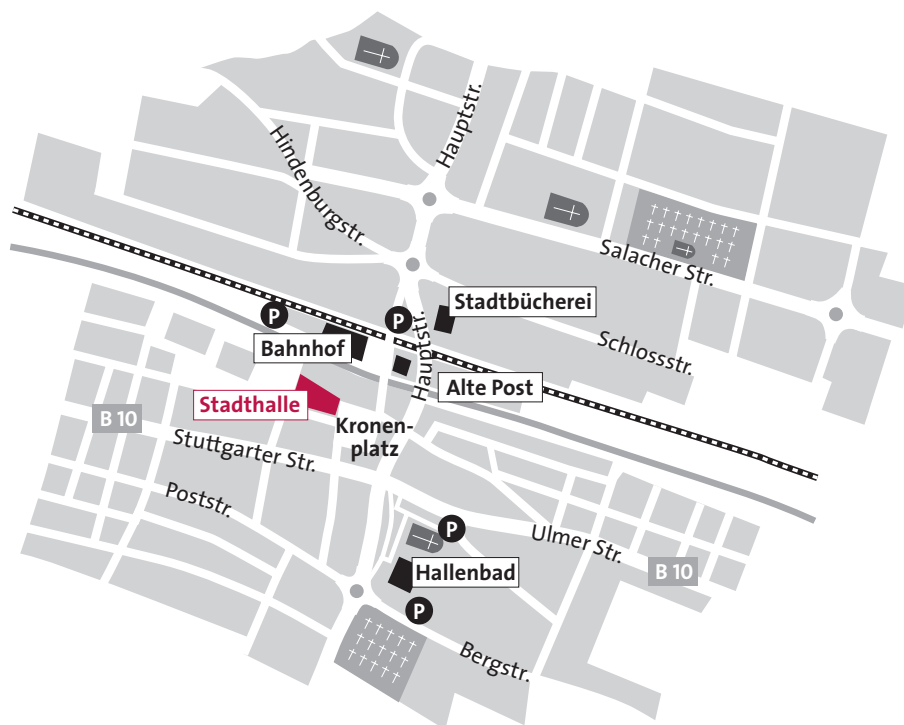 Hauptstr.
Hindenburgstr.
Salacher Str.
Stadtbücherei
P
P
Hauptstr.
Schlossstr.
Bahnhof
Alte Post
Stadthalle
B 10
Kronen-
platz
Stuttgarter Str.
Poststr.
P
Ulmer Str.
Hallenbad
B 10
P
Bergstr.